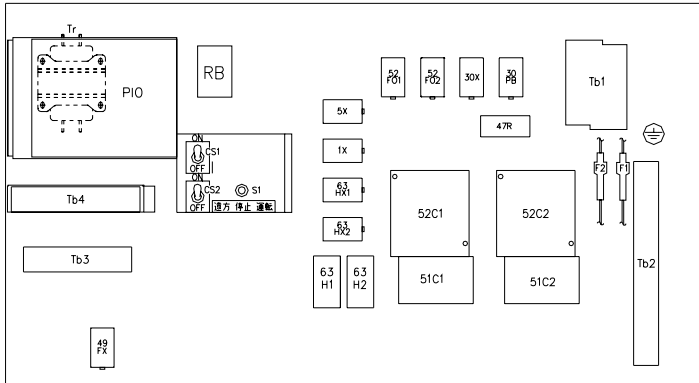 Tr
PIO
RB
52
FO1
52
FO2
30X
30
PB
Tb1
47R
5X
1X
63
HX1
63
HX2
ON
CS1
OFF
ON
CS2
OFF
S1
遠方 停止 運転
Tb4
Tb3
52C1
52C2
F2
F1
Tb2
63
H1
63
H2
51C1
51C2
49
FX